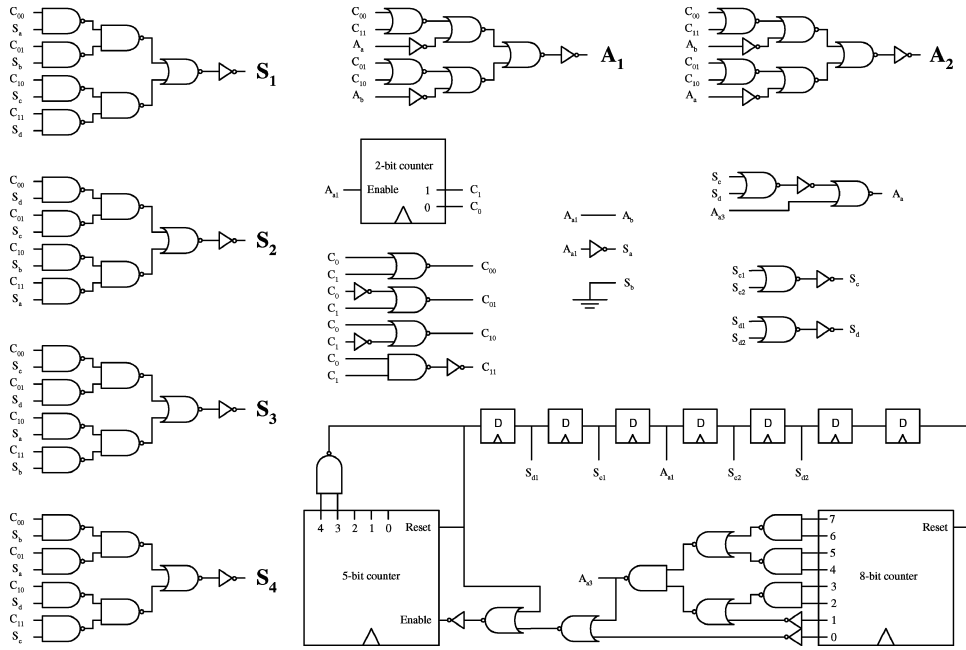 C00
Sa
C01
Sb
C10
Sc
C11
Sd
S1
C00
C11
Aa
C01
C10
Ab
A1
C00
C11
Ab
C01
C10
Aa
A2
2-bit counter
Aa1 Enable 1 C1
0 C0
Sc
Sd
Aa3
Aa
C00
Sd
C01
Sc
C10
Sb
C11
Sa
S2
Aa1 Ab
Aa1 Sa
Sb
C0
C1
C00
C0
C1
C01
C0
C1
C10
C0
C1
C11
Sc1
Sc2
Sc
Sd1
Sd2
Sd
C00
Sc
C01
Sd
C10
Sa
C11
Sb
S3
D D D D D D D
Sd1 Sc1 Aa1 Sc2 Sd2
C00
Sb
C01
Sa
C10
Sd
C11
Sc
S4
4 3 2 1 0 Reset
5-bit counter
Enable
Aa3
7
6
5
4
3
2
1
0
Reset
8-bit counter